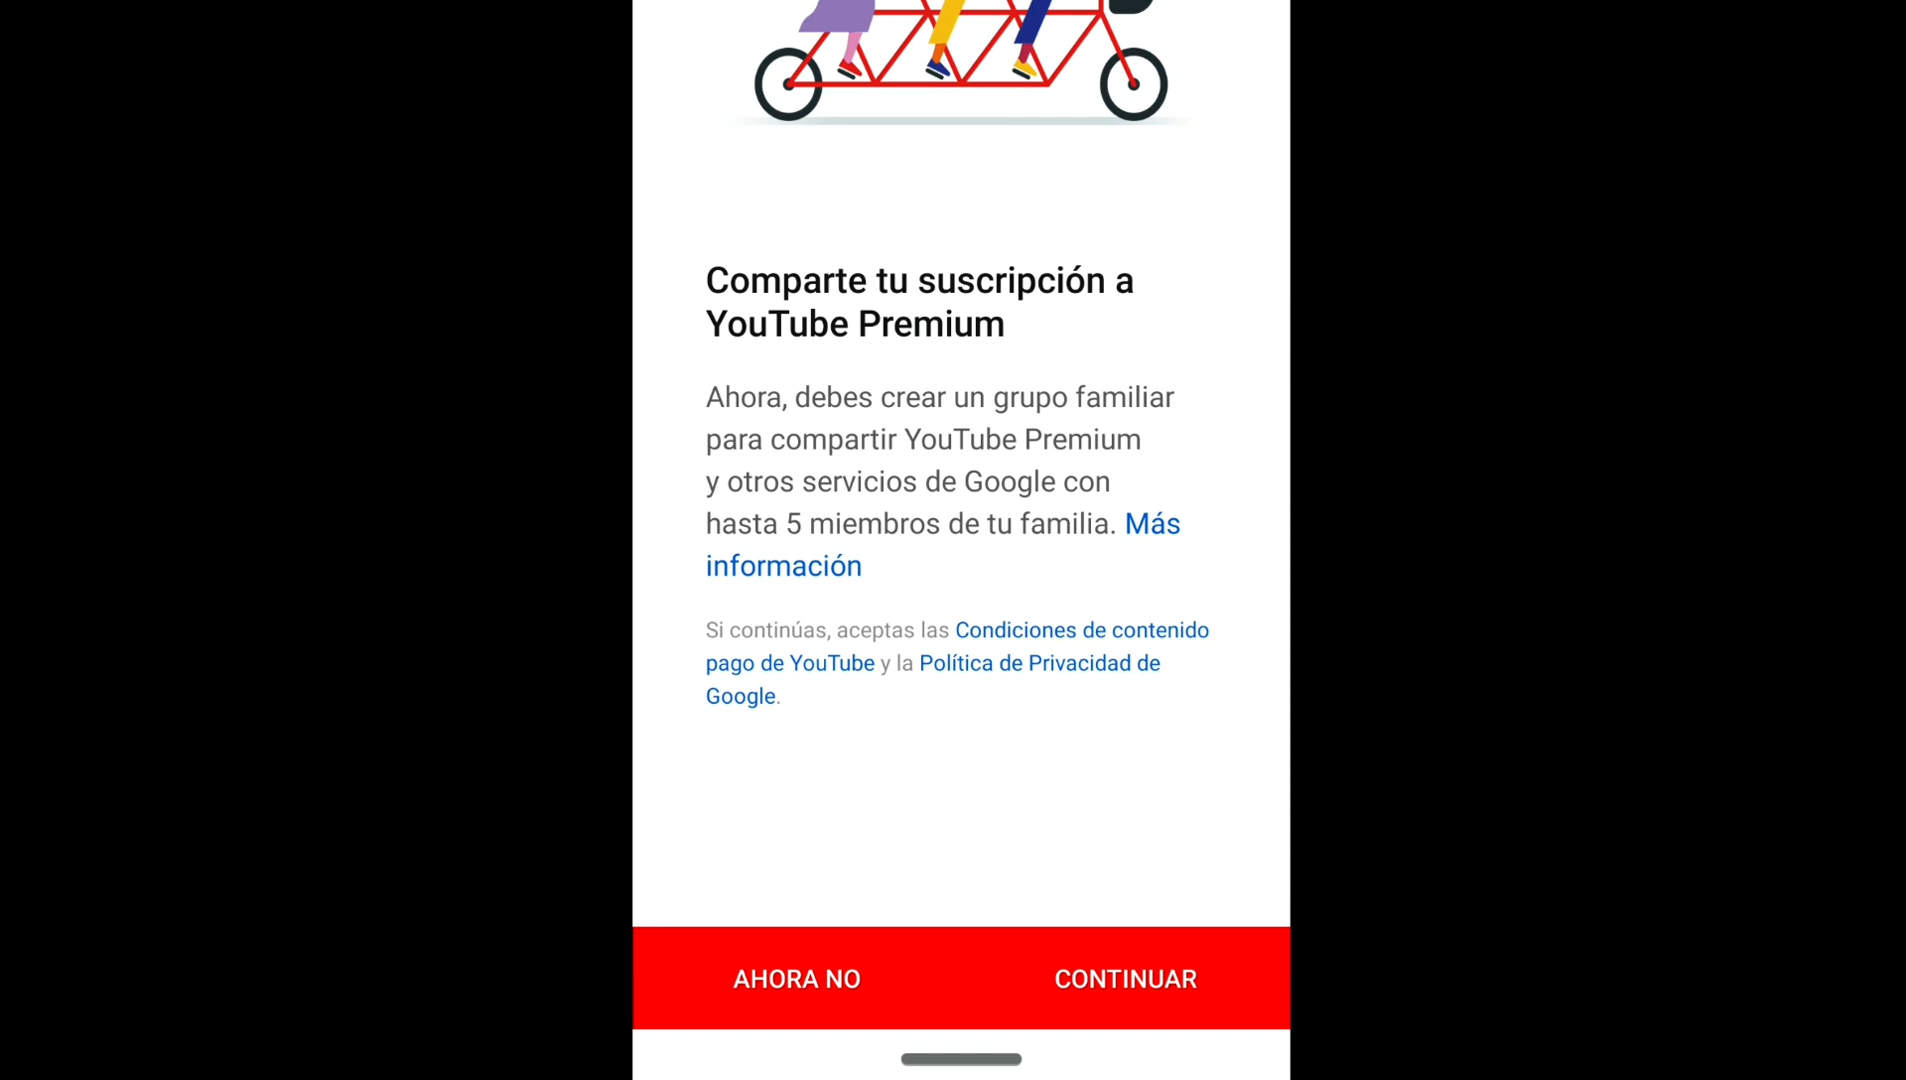 Comparte tu suscripción a
YouTube Premium
Ahora, debes crear un grupo familiar
para compartir YouTube Premium
y otros servicios de Google con
hasta 5 miembros de tu familia. Más
información
Si continúas, aceptas las Condiciones de contenido
pago de YouTube y la Política de Privacidad de
Google.
AHORA NO
CONTINUAR